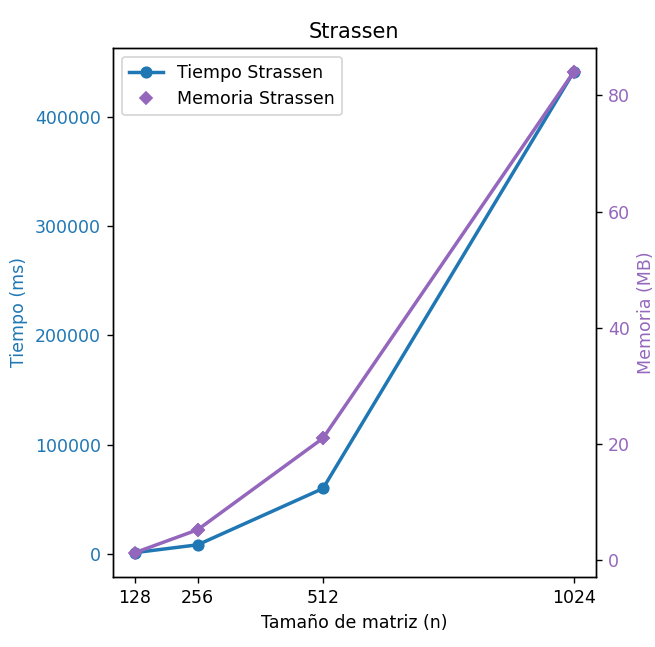 Strassen
Tiempo Strassen
Memoria Strassen
400000
300000
200000
100000
0
Tiempo (ms)
80
60
40
20
0
Memoria (MB)
128 256 512 1024
Tamaño de matriz (n)